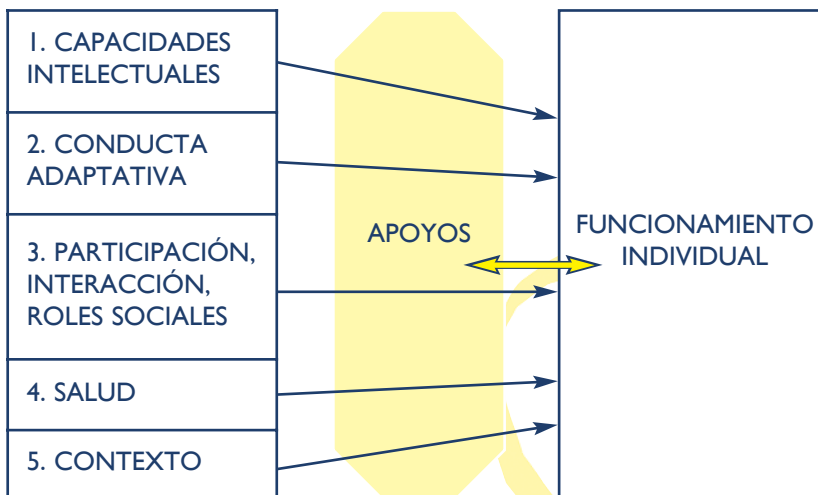 1. CAPACIDADES
INTELECTUALES
2. CONDUCTA
ADAPTATIVA
3. PARTICIPACIÓN,
INTERACCIÓN,
ROLES SOCIALES
4. SALUD
5. CONTEXTO
APOYOS
FUNCIONAMIENTO
INDIVIDUAL